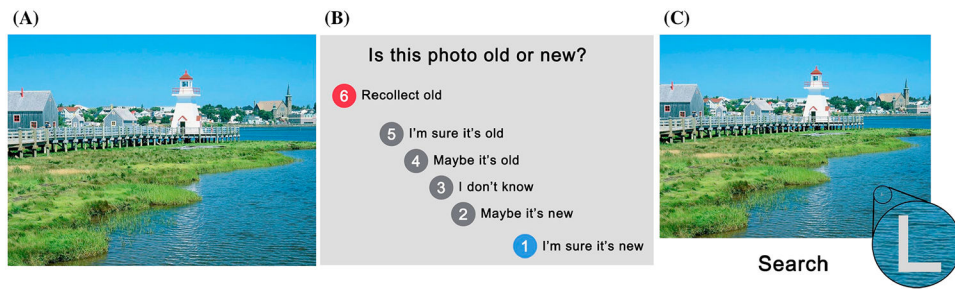 (A)
(B)
(C)
Is this photo old or new?
6 Recollect old
5 I'm sure it's old
4 Maybe it's old
3 I don't know
2 Maybe it's new
1 I'm sure it's new
L
Search